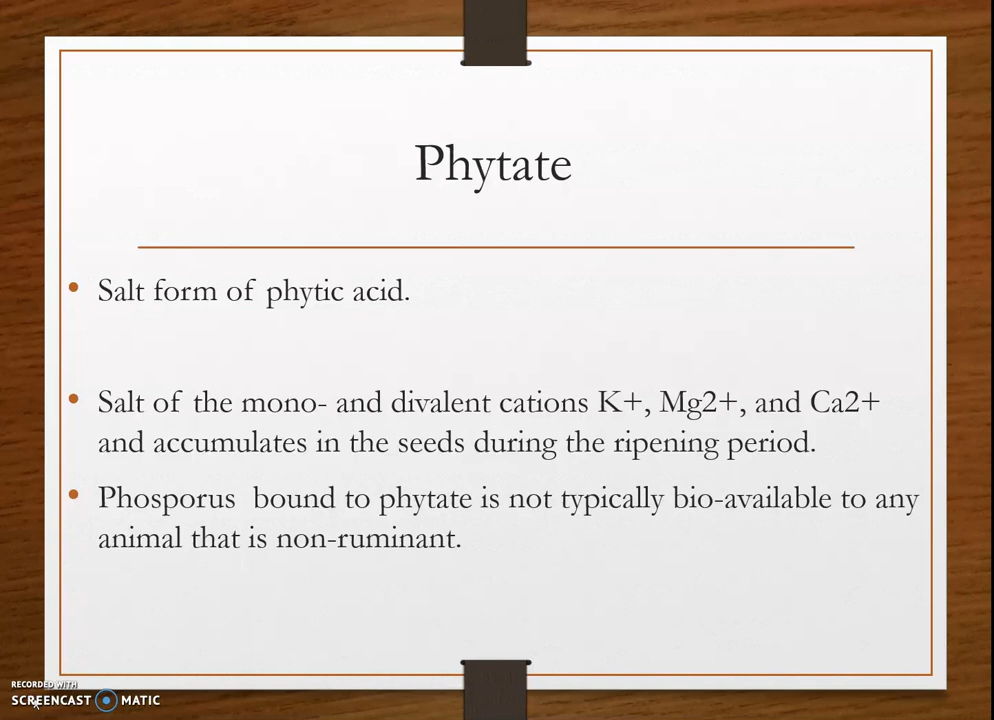 Phytate
• Salt form of phytic acid.
• Salt of the mono- and divalent cations K+, Mg2+, and Ca2+
and accumulates in the seeds during the ripening period.
• Phosporus  bound to phytate is not typically bio-available to any
animal that is non-ruminant.
RECORDED WITH
SCREENCAST MATIC